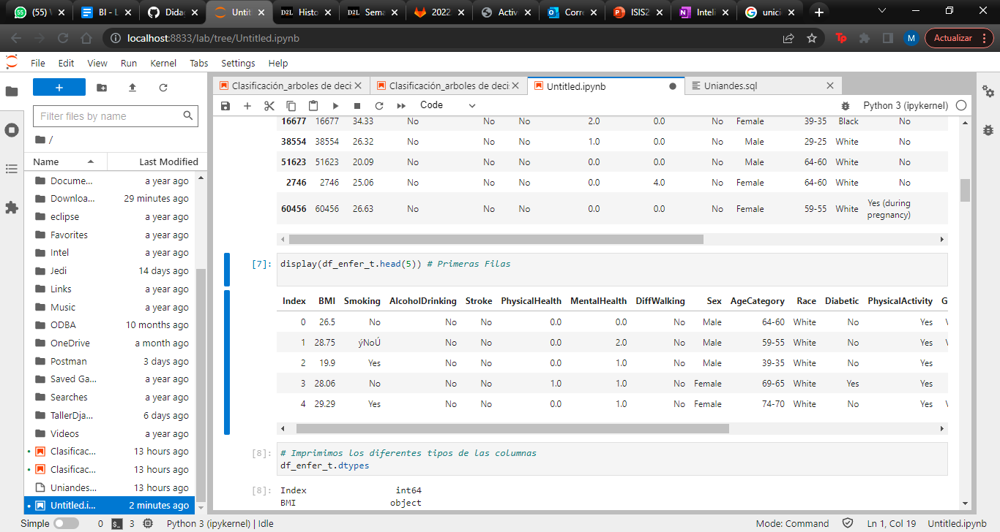 (55) W
BI - L
Didac
Untit
Histo
Sema
2022
Activ
Corre
ISIS2
Inteli
unici
localhost:8833/lab/tree/Untitled.ipynb
M
Actualizar
File Edit View Run Kernel Tabs Settings Help
Clasificación_arboles de decis
Clasificación_arboles de decis
Untitled.ipynb
Uniandes.sql
Filter files by name
Code
Python 3 (ipykernel)
/
Name Last Modified
Docume... a year ago
Downloa... 29 minutes ago
eclipse a year ago
Favorites a year ago
Intel a year ago
Jedi 14 days ago
Links a year ago
Music a year ago
ODBA 10 months ago
OneDrive a month ago
Postman 3 days ago
Saved Ga... a year ago
Searches a year ago
TallerDja... 6 days ago
Videos a year ago
Clasificac... 13 hours ago
Clasificac... 13 hours ago
Uniandes... 13 hours ago
Untitled.i... 2 minutes ago
16677 16677 34.33 No No No 2.0 0.0 No Female 39-35 Black No
38554 38554 26.32 No No No 1.0 0.0 No Male 29-25 White No
51623 51623 20.09 No No No 0.0 0.0 No Male 64-60 White No
2746 2746 25.06 No No No 0.0 4.0 No Female 64-60 White No
60456 60456 26.63 No No No 0.0 0.0 No Female 59-55 White Yes (during
pregnancy)
[7]: display(df_enfer_t.head(5)) # Primeras Filas
Index BMI Smoking AlcoholDrinking Stroke PhysicalHealth MentalHealth DiffWalking Sex AgeCategory Race Diabetic PhysicalActivity G
0 26.5 No No No 0.0 0.0 No Male 64-60 White No Yes
1 28.75 ýNoÚ No No 0.0 2.0 No Male 59-55 White No Yes
2 19.9 Yes No No 0.0 1.0 No Male 39-35 White No Yes
3 28.06 No No No 1.0 1.0 No Female 69-65 White Yes Yes
4 29.29 Yes No No 0.0 1.0 No Female 74-70 White No Yes
[8]: # Imprimimos los diferentes tipos de las columnas
df_enfer_t.dtypes
[8]: Index int64
BMI object
Simple 0 3 Python 3 (ipykernel) | Idle Mode: Command Ln 1, Col 19 Untitled.ipynb